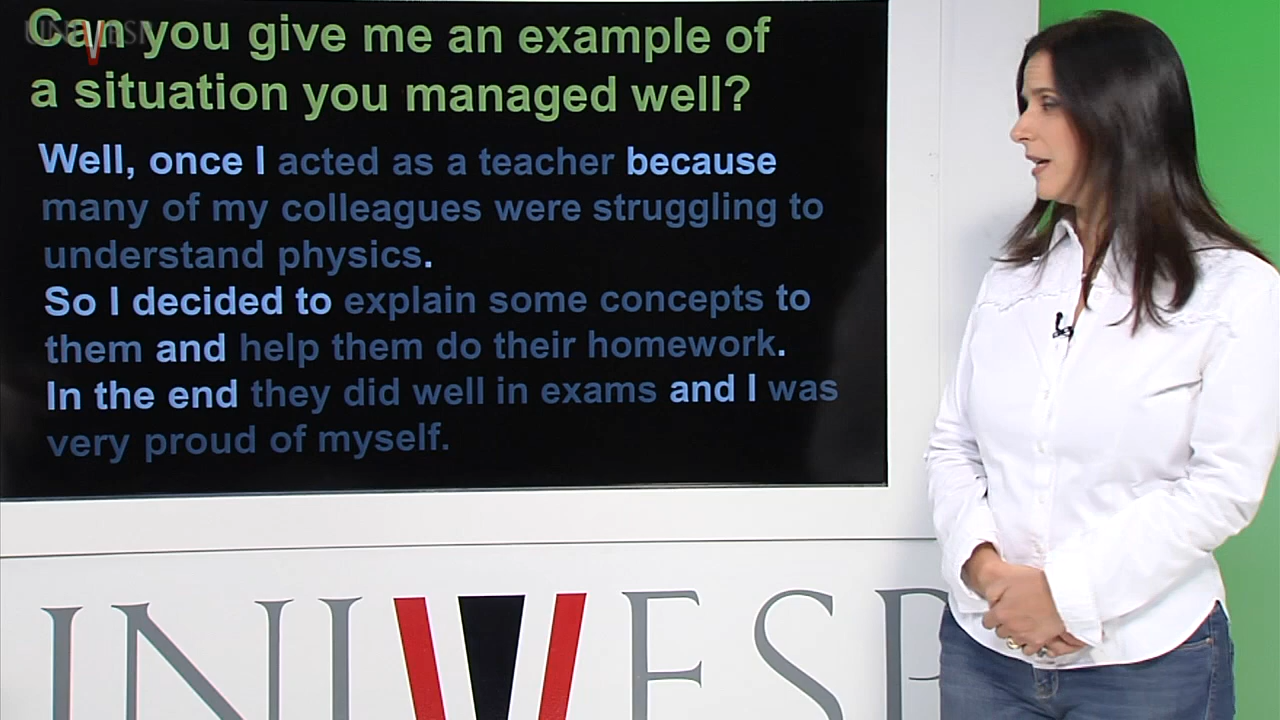 UNIVESP
Can you give me an example of
a situation you managed well?
Well, once I acted as a teacher because
many of my colleagues were struggling to
understand physics.
So I decided to explain some concepts to
them and help them do their homework.
In the end they did well in exams and I was
very proud of myself.
UNIVESP